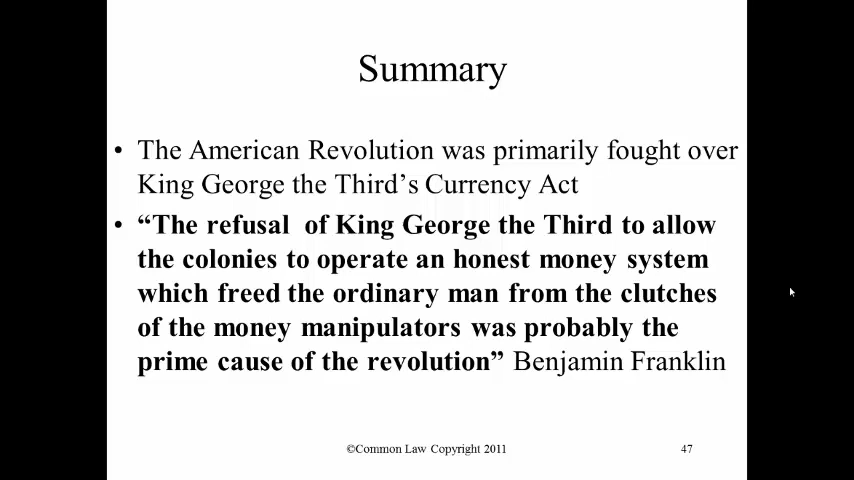 Summary
• The American Revolution was primarily fought over
King George the Third’s Currency Act
• “The refusal of King George the Third to allow
the colonies to operate an honest money system
which freed the ordinary man from the clutches
of the money manipulators was probably the
prime cause of the revolution” Benjamin Franklin
©Common Law Copyright 2011
47